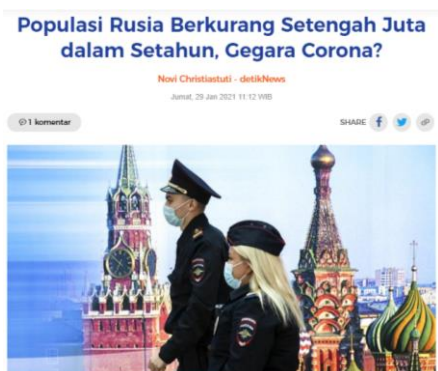 Populasi Rusia Berkurang Setengah Juta
dalam Setahun, Gegara Corona?
Novi Christiastuti - detikNews
Jumat, 29 Jan 2021 11:12 WIB
1 komentar
SHARE